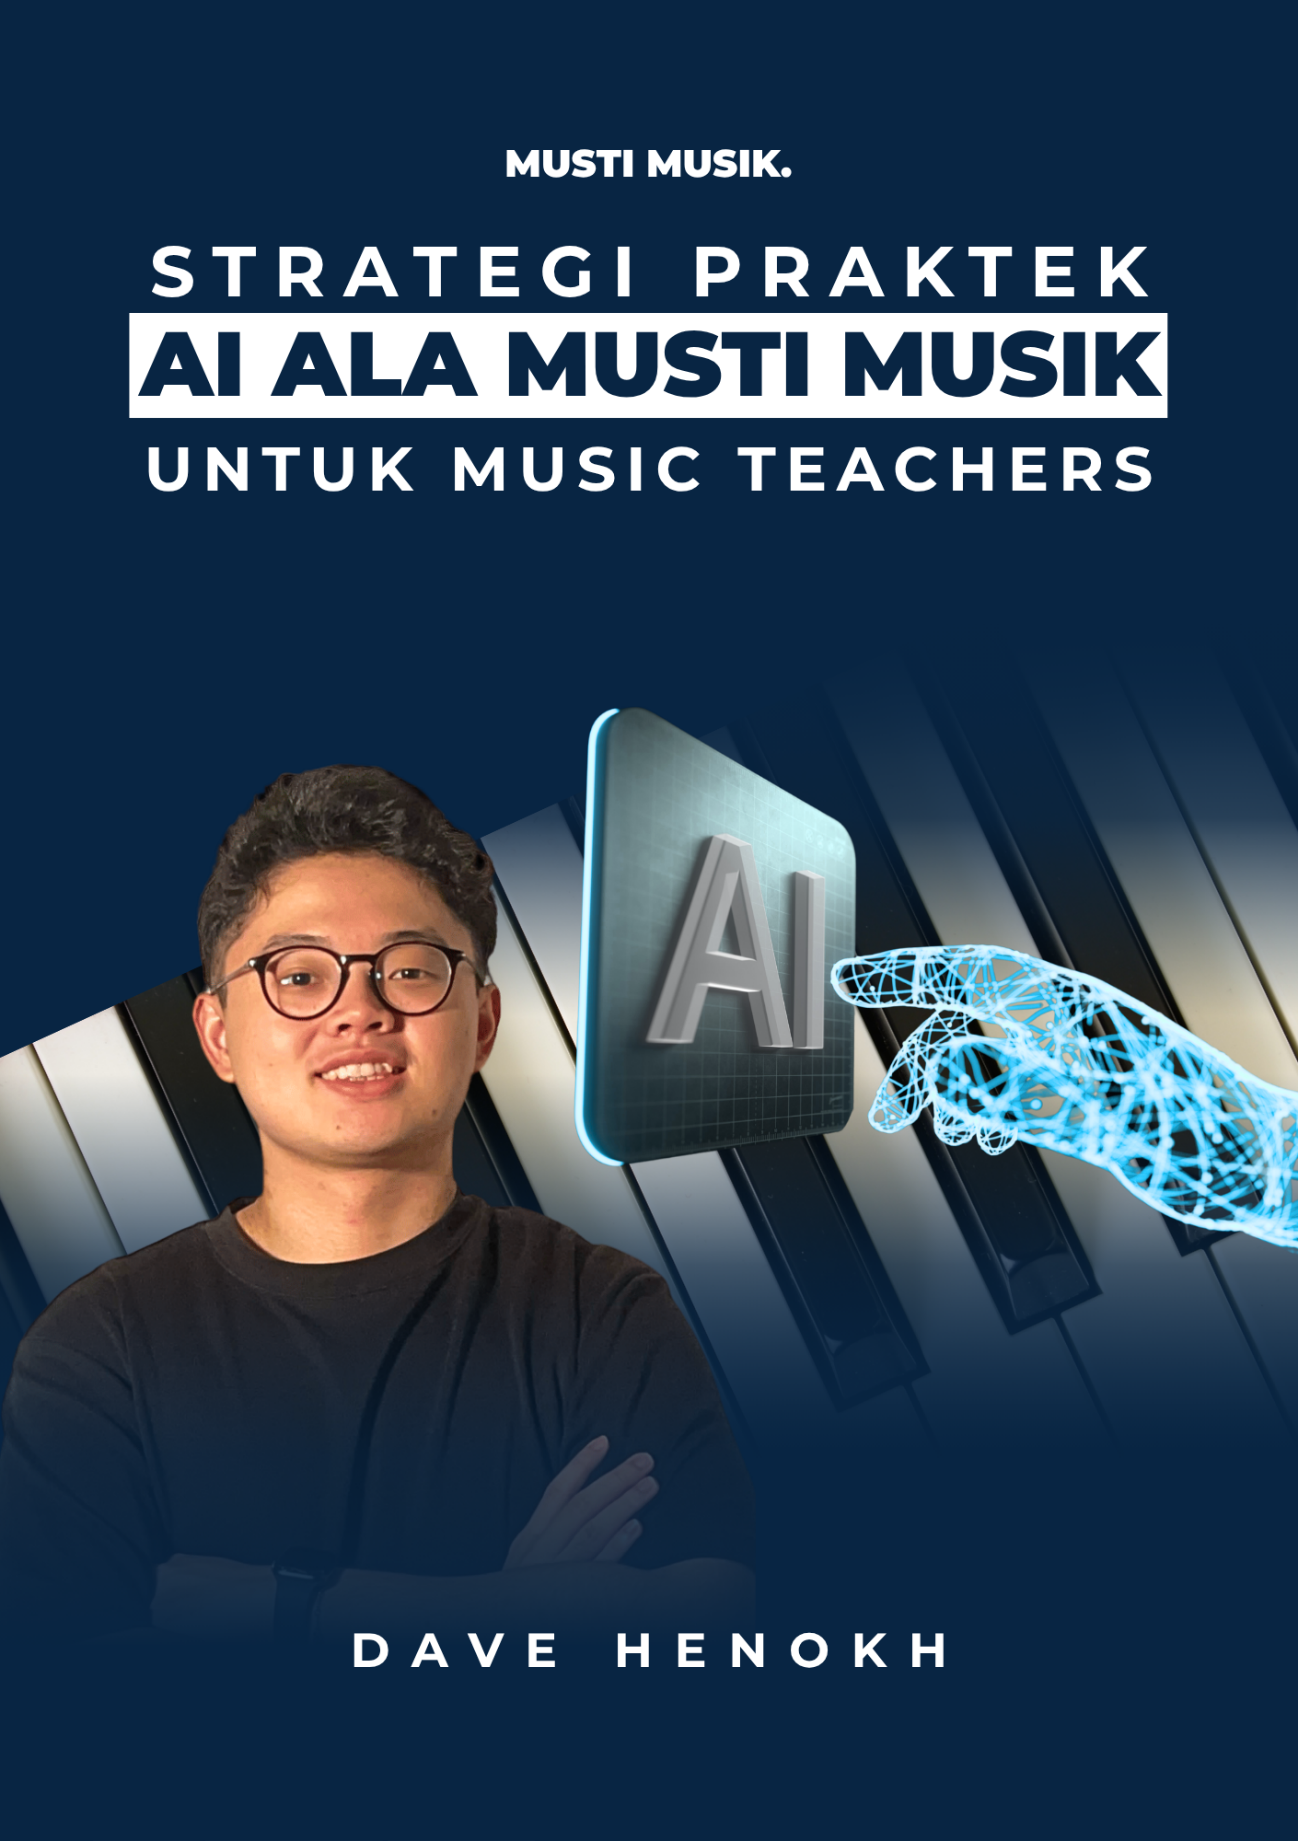 MUSTI MUSIK.
STRATEGI PRAKTEK
AI ALA MUSTI MUSIK
UNTUK MUSIC TEACHERS
AI
DAVE HENOKH